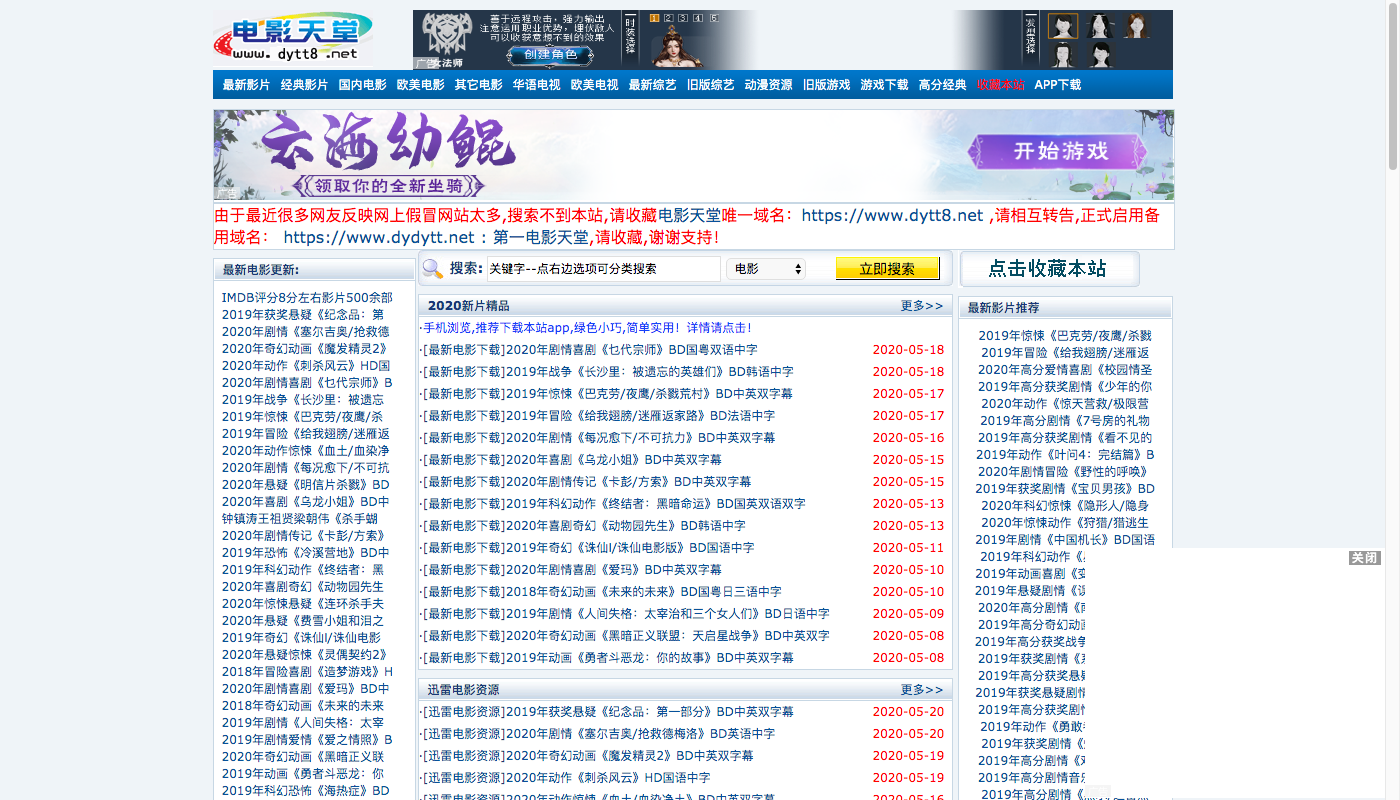 电影天堂
www.dytt8.net
善于远程攻击，强力输出
注意运用职业优势，埋伏敌人
可以收获意想不到的效果
创建角色
广告
女法师
时装选择
1 2 3 4 5
发型选择
最新影片 经典影片 国内电影 欧美电影 其它电影 华语电视 欧美电视 最新综艺 旧版综艺 动漫资源 旧版游戏 游戏下载 高分经典 收藏本站 APP下载
云海幼鲲
领取你的全新坐骑
开始游戏
广告
由于最近很多网友反映网上假冒网站太多,搜索不到本站,请收藏电影天堂唯一域名：https://www.dytt8.net ,请相互转告,正式启用备
用域名： https://www.dydytt.net : 第一电影天堂,请收藏,谢谢支持！
最新电影更新:
IMDB评分8分左右影片500余部
2019年获奖悬疑《纪念品：第
2020年剧情《塞尔吉奥/抢救德
2020年奇幻动画《魔发精灵2》
2020年动作《刺杀风云》HD国
2020年剧情喜剧《乜代宗师》B
2019年战争《长沙里：被遗忘
2019年惊悚《巴克劳/夜鹰/杀
2019年冒险《给我翅膀/迷雁返
2020年动作惊悚《血土/血染净
2020年剧情《每况愈下/不可抗
2020年悬疑《明信片杀戮》BD
2020年喜剧《乌龙小姐》BD中
钟镇涛王祖贤梁朝伟《杀手蝴
2020年剧情传记《卡彭/方索》
2019年恐怖《冷溪营地》BD中
2019年科幻动作《终结者：黑
2020年喜剧奇幻《动物园先生
2020年惊悚悬疑《连环杀手夫
2020年悬疑《费雪小姐和泪之
2019年奇幻《诛仙I/诛仙电影
2020年悬疑惊悚《灵偶契约2》
2018年冒险喜剧《造梦游戏》H
2020年剧情喜剧《爱玛》BD中
2018年奇幻动画《未来的未来
2019年剧情《人间失格：太宰
2019年剧情爱情《爱之情照》B
2020年奇幻动画《黑暗正义联
2019年动画《勇者斗恶龙：你
2019年科幻恐怖《海热症》BD
搜索: 关键字--点右边选项可分类搜索 电影 立即搜索
2020新片精品 更多>>
·手机浏览,推荐下载本站app,绿色小巧,简单实用！详情请点击！
·[最新电影下载]2020年剧情喜剧《乜代宗师》BD国粤双语中字 2020-05-18
·[最新电影下载]2019年战争《长沙里：被遗忘的英雄们》BD韩语中字 2020-05-18
·[最新电影下载]2019年惊悚《巴克劳/夜鹰/杀戮荒村》BD中英双字幕 2020-05-17
·[最新电影下载]2019年冒险《给我翅膀/迷雁返家路》BD法语中字 2020-05-17
·[最新电影下载]2020年剧情《每况愈下/不可抗力》BD中英双字幕 2020-05-16
·[最新电影下载]2020年喜剧《乌龙小姐》BD中英双字幕 2020-05-15
·[最新电影下载]2020年剧情传记《卡彭/方索》BD中英双字幕 2020-05-15
·[最新电影下载]2019年科幻动作《终结者：黑暗命运》BD国英双语双字 2020-05-13
·[最新电影下载]2020年喜剧奇幻《动物园先生》BD韩语中字 2020-05-13
·[最新电影下载]2019年奇幻《诛仙I/诛仙电影版》BD国语中字 2020-05-11
·[最新电影下载]2020年剧情喜剧《爱玛》BD中英双字幕 2020-05-10
·[最新电影下载]2018年奇幻动画《未来的未来》BD国粤日三语中字 2020-05-10
·[最新电影下载]2019年剧情《人间失格：太宰治和三个女人们》BD日语中字 2020-05-09
·[最新电影下载]2020年奇幻动画《黑暗正义联盟：天启星战争》BD中英双字 2020-05-08
·[最新电影下载]2019年动画《勇者斗恶龙：你的故事》BD中英双字幕 2020-05-08
迅雷电影资源 更多>>
·[迅雷电影资源]2019年获奖悬疑《纪念品：第一部分》BD中英双字幕 2020-05-20
·[迅雷电影资源]2020年剧情《塞尔吉奥/抢救德梅洛》BD英语中字 2020-05-20
·[迅雷电影资源]2020年奇幻动画《魔发精灵2》BD中英双字幕 2020-05-19
·[迅雷电影资源]2020年动作《刺杀风云》HD国语中字 2020-05-19
·[迅雷电影资源]2020年动作惊悚《血土/血染净土》BD中英双字幕 2020-05-16
点击收藏本站
最新影片推荐
2019年惊悚《巴克劳/夜鹰/杀戮
2019年冒险《给我翅膀/迷雁返
2020年高分爱情喜剧《校园情圣
2019年高分获奖剧情《少年的你
2020年动作《惊天营救/极限营
2019年高分剧情《7号房的礼物
2019年高分获奖剧情《看不见的
2019年动作《叶问4：完结篇》B
2020年剧情冒险《野性的呼唤》
2019年获奖剧情《宝贝男孩》BD
2020年科幻惊悚《隐形人/隐身
2020年惊悚动作《狩猎/猎逃生
2019年剧情《中国机长》BD国语
2019年科幻动作《
2019年动画喜剧《
2019年悬疑剧情《
2020年高分剧情《
2019年高分奇幻动画
2019年高分获奖战争
2019年获奖剧情《
2019年高分获奖悬疑
2019年获奖悬疑剧情
2019年高分获奖剧情
2019年动作《勇敢
2019年获奖剧情《
2019年高分剧情《
2019年高分剧情音乐
2019年高分剧情《
关闭